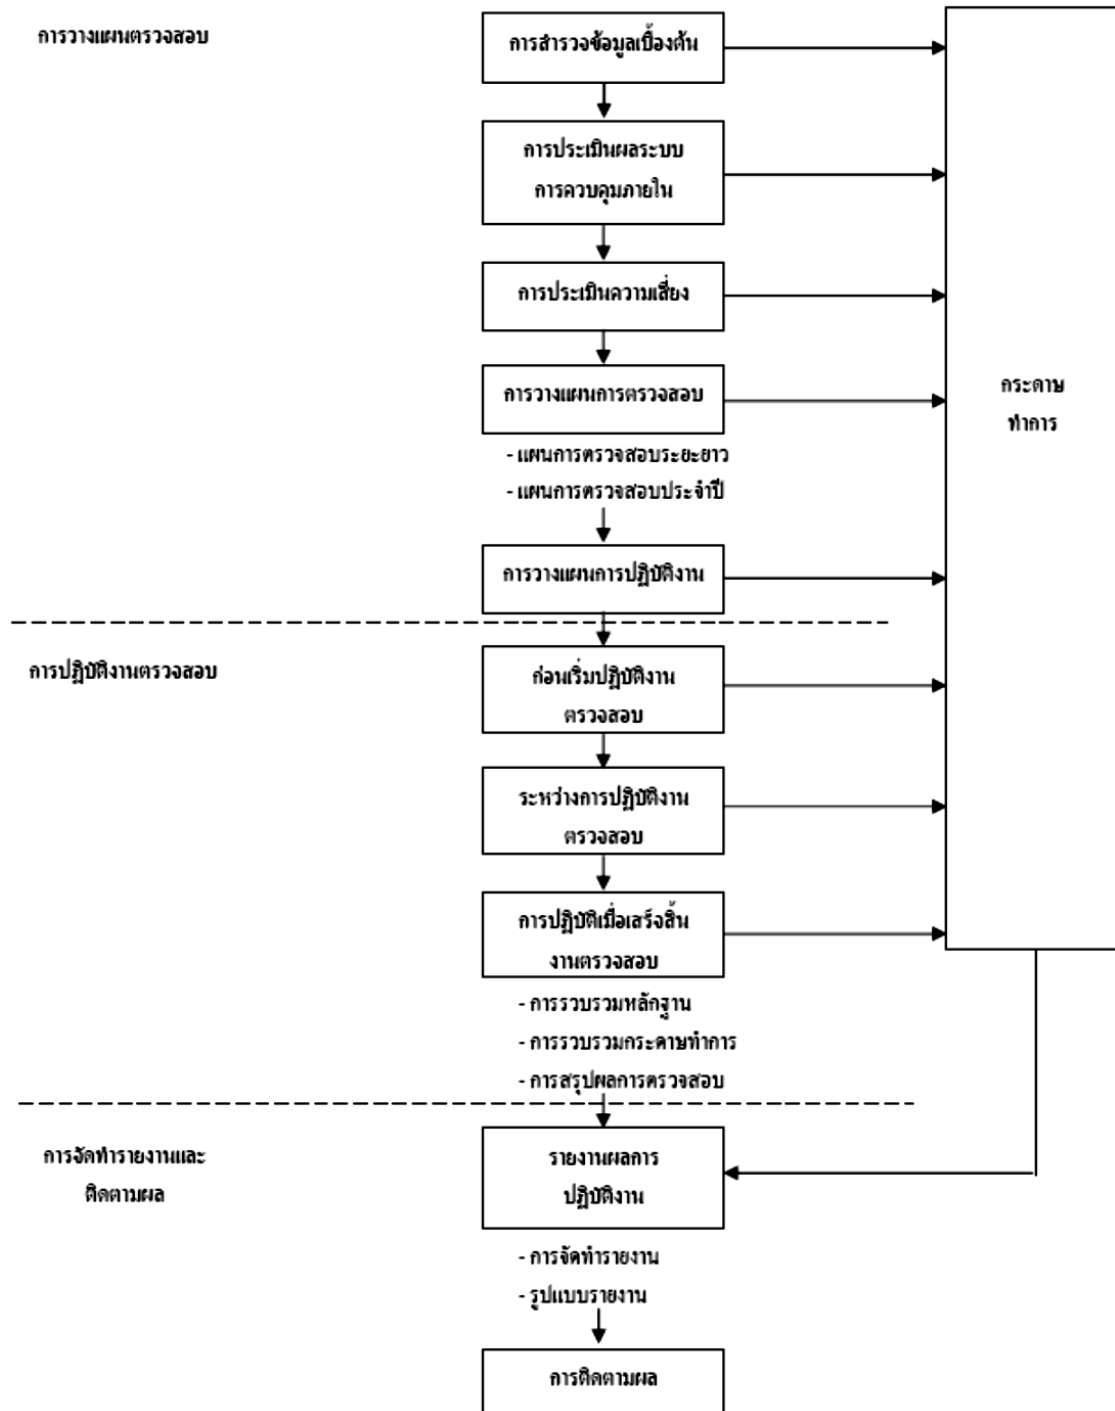 การวางแผนตรวจสอบ
การสำรวจข้อมูลเบื้องต้น
การประเมินผลระบบ
การควบคุมภายใน
การประเมินความเสี่ยง
การวางแผนการตรวจสอบ
- แผนการตรวจสอบระยะยาว
- แผนการตรวจสอบประจำปี
การวางแผนการปฏิบัติงาน
กระดาษ
ทำการ
การปฏิบัติงานตรวจสอบ
ก่อนเริ่มปฏิบัติงาน
ตรวจสอบ
ระหว่างการปฏิบัติงาน
ตรวจสอบ
การปฏิบัติเมื่อเสร็จสิ้น
งานตรวจสอบ
- การรวบรวมหลักฐาน
- การรวบรวมกระดาษทำการ
- การสรุปผลการตรวจสอบ
การจัดทำรายงานและ
ติดตามผล
รายงานผลการ
ปฏิบัติงาน
- การจัดทำรายงาน
- รูปแบบรายงาน
การติดตามผล